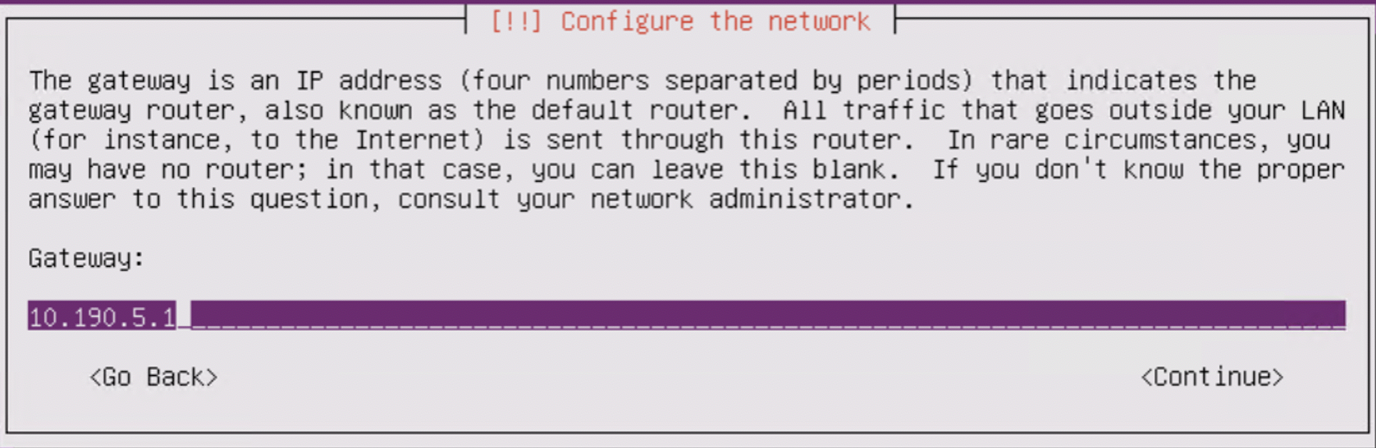 [!!] Configure the network
The gateway is an IP address (four numbers separated by periods) that indicates the
gateway router, also known as the default router.  All traffic that goes outside your LAN
(for instance, to the Internet) is sent through this router.  In rare circumstances, you
may have no router; in that case, you can leave this blank.  If you don't know the proper
answer to this question, consult your network administrator.
Gateway:
10.190.5.1
<Go Back> <Continue>